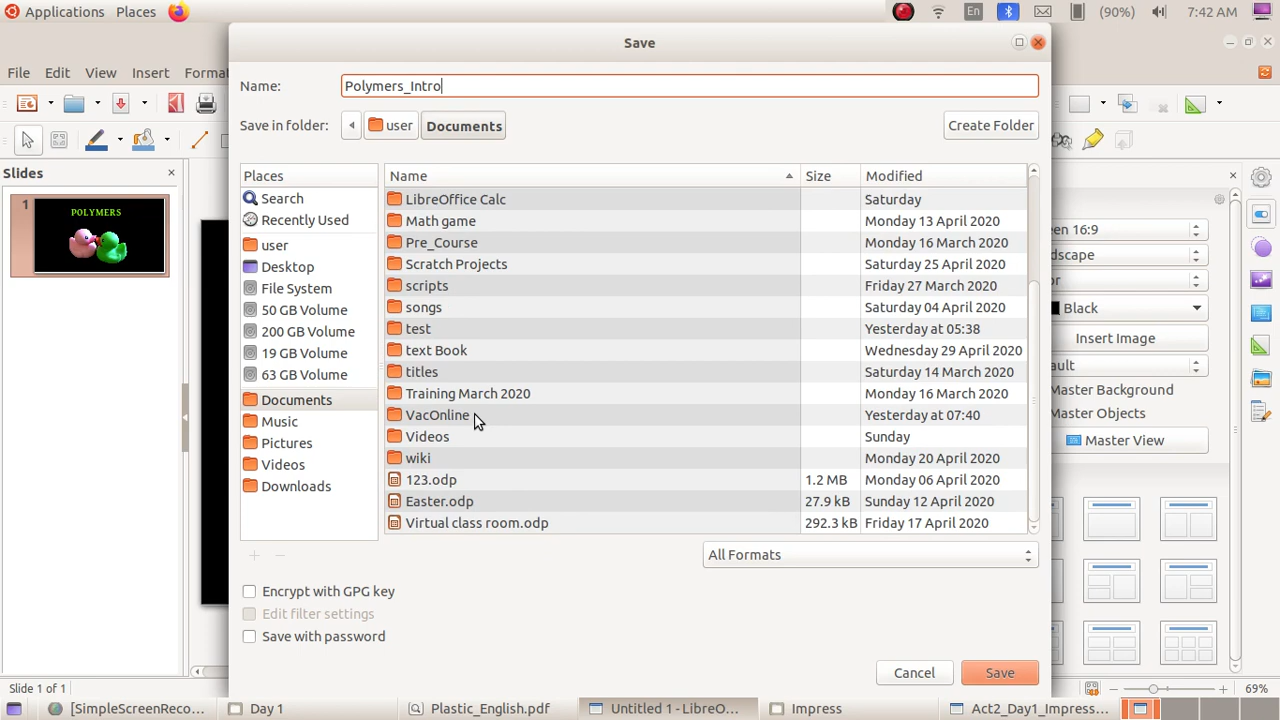 Applications Places En (90%) 7:42 AM
Save
File Edit View Insert Forma
Name: Polymers_Intro
Save in folder: user Documents Create Folder
Slides
Places
Search
Recently Used
user
Desktop
File System
50 GB Volume
200 GB Volume
19 GB Volume
63 GB Volume
Documents
Music
Pictures
Videos
Downloads
Name Size Modified
LibreOffice Calc Saturday
Math game Monday 13 April 2020
Pre_Course Monday 16 March 2020
Scratch Projects Saturday 25 April 2020
scripts Friday 27 March 2020
songs Saturday 04 April 2020
test Yesterday at 05:38
text Book Wednesday 29 April 2020
titles Saturday 14 March 2020
Training March 2020 Monday 16 March 2020
VacOnline Yesterday at 07:40
Videos Sunday
wiki Monday 20 April 2020
123.odp 1.2 MB Monday 06 April 2020
Easter.odp 27.9 kB Sunday 12 April 2020
Virtual class room.odp 292.3 kB Friday 17 April 2020
All Formats
Encrypt with GPG key
Edit filter settings
Save with password
Cancel Save
1
POLYMERS
een 16:9
dscape
or
Black
Insert Image
ault
Master Background
Master Objects
Master View
Slide 1 of 1 69%
[SimpleScreenReco... Day 1 Plastic_English.pdf Untitled 1 - LibreO... Impress Act2_Day1_Impress...